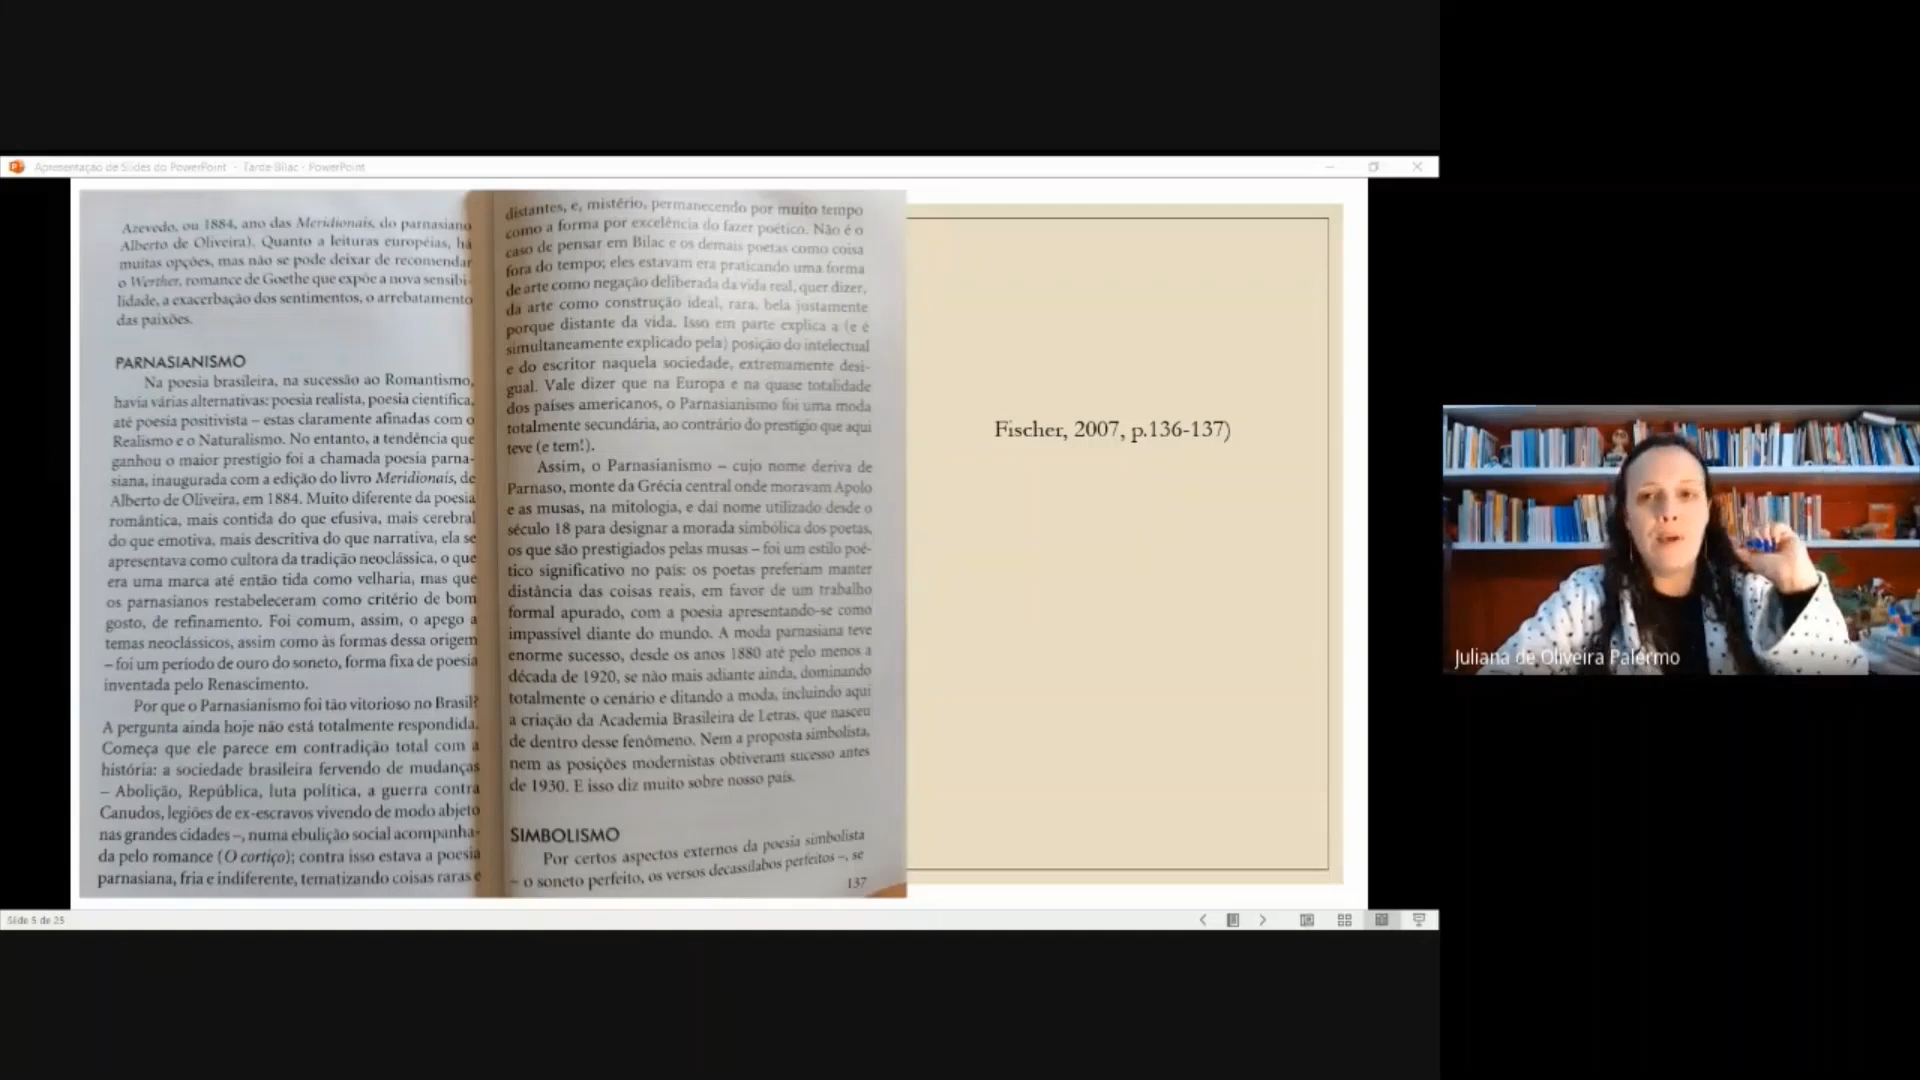 Apresentação de Slides do PowerPoint - Tarde Bilac - PowerPoint
Azevedo, ou 1884, ano das Meridionais, do parnasiano
Alberto de Oliveira). Quanto a leituras européias, há
muitas opções, mas não se pode deixar de recomendar
o Werther, romance de Goethe que expõe a nova sensibi-
lidade, a exacerbação dos sentimentos, o arrebatamento
das paixões.
PARNASIANISMO
Na poesia brasileira, na sucessão ao Romantismo,
havia várias alternativas: poesia realista, poesia científica,
até poesia positivista – estas claramente afinadas com o
Realismo e o Naturalismo. No entanto, a tendência que
ganhou o maior prestígio foi a chamada poesia parna-
siana, inaugurada com a edição do livro Meridionais, de
Alberto de Oliveira, em 1884. Muito diferente da poesia
romântica, mais contida do que efusiva, mais cerebral
do que emotiva, mais descritiva do que narrativa, ela se
apresentava como cultora da tradição neoclássica, o que
era uma marca até então tida como velharia, mas que
os parnasianos restabeleceram como critério de bom
gosto, de refinamento. Foi comum, assim, o apego a
temas neoclássicos, assim como às formas dessa origem
– foi um período de ouro do soneto, forma fixa de poesia
inventada pelo Renascimento.
Por que o Parnasianismo foi tão vitorioso no Brasil?
A pergunta ainda hoje não está totalmente respondida.
Começa que ele parece em contradição total com a
história: a sociedade brasileira fervendo de mudanças
– Abolição, República, luta política, a guerra contra
Canudos, legiões de ex-escravos vivendo de modo abjeto
nas grandes cidades –, numa ebulição social acompanha-
da pelo romance (O cortiço); contra isso estava a poesia
parnasiana, fria e indiferente, tematizando coisas raras e
distantes, e, mistério, permanecendo por muito tempo
como a forma por excelência do fazer poético. Não é o
caso de pensar em Bilac e os demais poetas como coisa
fora do tempo; eles estavam era praticando uma forma
de arte como negação deliberada da vida real, quer dizer,
da arte como construção ideal, rara, bela justamente
porque distante da vida. Isso em parte explica a (e é
simultaneamente explicado pela) posição do intelectual
e do escritor naquela sociedade, extremamente desi-
gual. Vale dizer que na Europa e na quase totalidade
dos países americanos, o Parnasianismo foi uma moda
totalmente secundária, ao contrário do prestígio que aqui
teve (e tem!).
Assim, o Parnasianismo – cujo nome deriva de
Parnaso, monte da Grécia central onde moravam Apolo
e as musas, na mitologia, e daí nome utilizado desde o
século 18 para designar a morada simbólica dos poetas,
os que são prestigiados pelas musas – foi um estilo poé-
tico significativo no país: os poetas preferiam manter
distância das coisas reais, em favor de um trabalho
formal apurado, com a poesia apresentando-se como
impassível diante do mundo. A moda parnasiana teve
enorme sucesso, desde os anos 1880 até pelo menos a
década de 1920, se não mais adiante ainda, dominando
totalmente o cenário e ditando a moda, incluindo aqui
a criação da Academia Brasileira de Letras, que nasceu
de dentro desse fenômeno. Nem a proposta simbolista,
nem as posições modernistas obtiveram sucesso antes
de 1930. E isso diz muito sobre nosso país.
SIMBOLISMO
Por certos aspectos externos da poesia simbolista
– o soneto perfeito, os versos decassílabos perfeitos –, se
137
Fischer, 2007, p.136-137)
Juliana de Oliveira Palermo
Slide 5 de 25